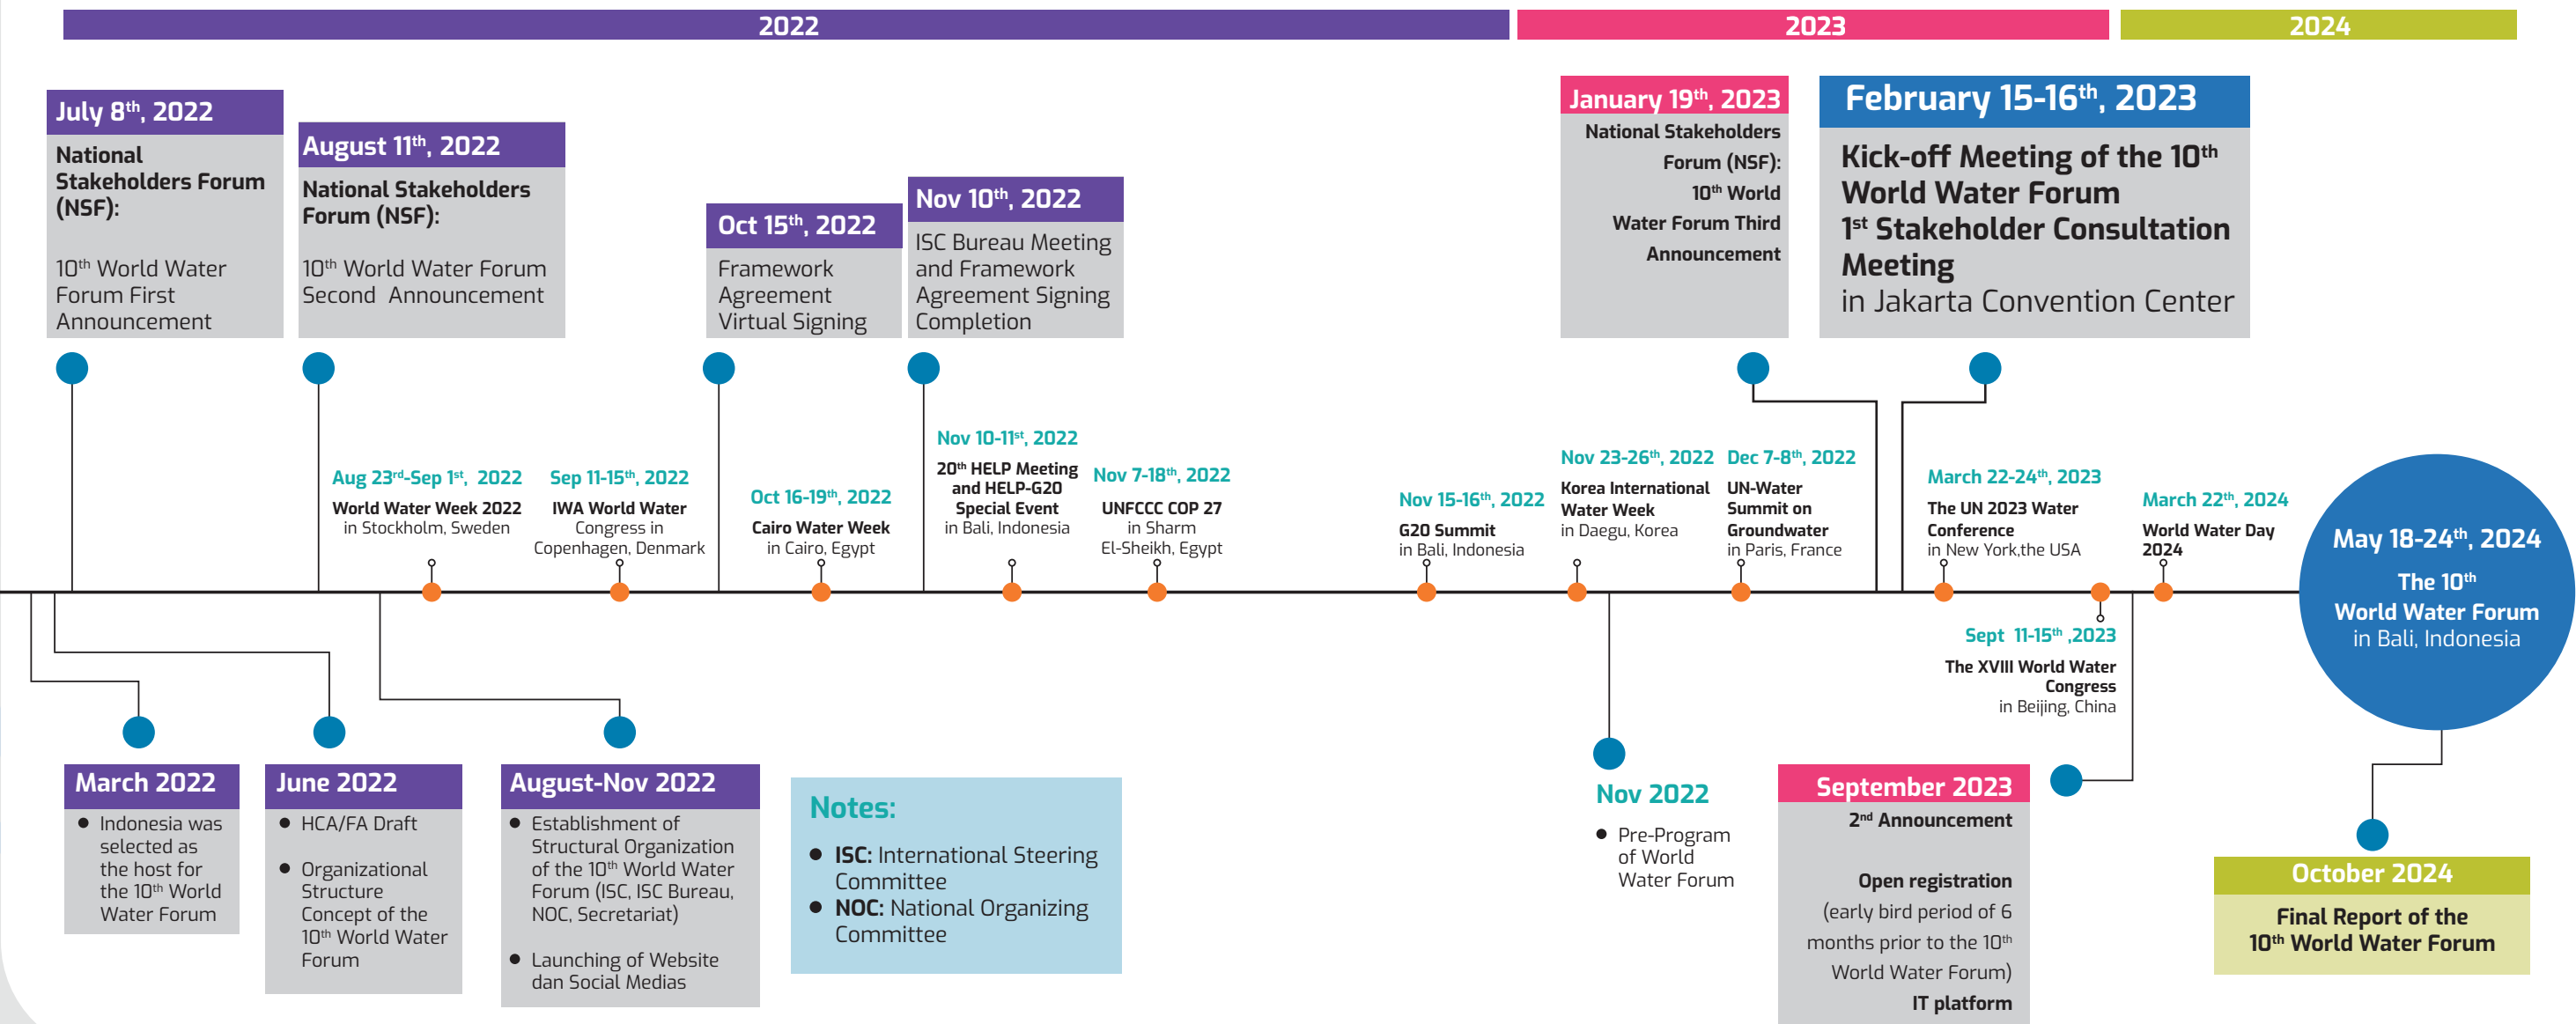 2022
2023
2024
July 8th, 2022
National
Stakeholders Forum
(NSF):
10th World Water
Forum First
Announcement
August 11th, 2022
National Stakeholders
Forum (NSF):
10th World Water Forum
Second Announcement
Oct 15th, 2022
Framework
Agreement
Virtual Signing
Nov 10th, 2022
ISC Bureau Meeting
and Framework
Agreement Signing
Completion
January 19th, 2023
National Stakeholders
Forum (NSF):
10th World
Water Forum Third
Announcement
February 15-16th, 2023
Kick-off Meeting of the 10th
World Water Forum
1st Stakeholder Consultation
Meeting
in Jakarta Convention Center
Aug 23rd-Sep 1st, 2022
World Water Week 2022
in Stockholm, Sweden
Sep 11-15th, 2022
IWA World Water
Congress in
Copenhagen, Denmark
Oct 16-19th, 2022
Cairo Water Week
in Cairo, Egypt
Nov 10-11st, 2022
20th HELP Meeting
and HELP-G20
Special Event
in Bali, Indonesia
Nov 7-18th, 2022
UNFCCC COP 27
in Sharm
El-Sheikh, Egypt
Nov 15-16th, 2022
G20 Summit
in Bali, Indonesia
Nov 23-26th, 2022
Korea International
Water Week
in Daegu, Korea
Dec 7-8th, 2022
UN-Water
Summit on
Groundwater
in Paris, France
March 22-24th, 2023
The UN 2023 Water
Conference
in New York,the USA
March 22th, 2024
World Water Day
2024
May 18-24th, 2024
The 10th
World Water Forum
in Bali, Indonesia
Sept 11-15th ,2023
The XVIII World Water
Congress
in Beijing, China
March 2022
● Indonesia was
selected as
the host for
the 10th World
Water Forum
June 2022
● HCA/FA Draft
● Organizational
Structure
Concept of the
10th World Water
Forum
August-Nov 2022
● Establishment of
Structural Organization
of the 10th World Water
Forum (ISC, ISC Bureau,
NOC, Secretariat)
● Launching of Website
dan Social Medias
Notes:
● ISC: International Steering
Committee
● NOC: National Organizing
Committee
Nov 2022
● Pre-Program
of World
Water Forum
September 2023
2nd Announcement
Open registration
(early bird period of 6
months prior to the 10th
World Water Forum)
IT platform
October 2024
Final Report of the
10th World Water Forum